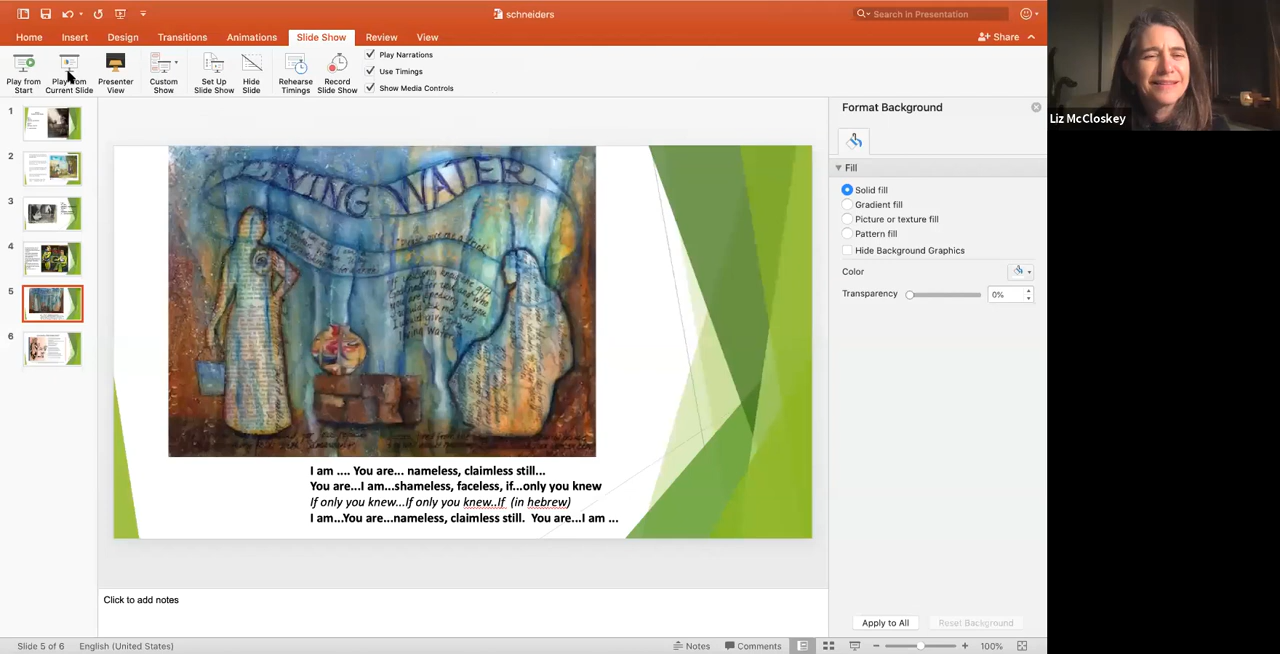 schneiders
Search in Presentation
Home Insert Design Transitions Animations Slide Show Review View
Share
Play from Start
Play from Current Slide
Presenter View
Custom Show
Set Up Slide Show
Hide Slide
Rehearse Timings
Record Slide Show
Play Narrations
Use Timings
Show Media Controls
1
2
3
4
5
6
LIVING WATER
I am .... You are... nameless, claimless still...
You are...I am...shameless, faceless, if...only you knew
If only you knew...If only you knew..If (in hebrew)
I am...You are...nameless, claimless still. You are...I am ...
Click to add notes
Format Background
Fill
Solid fill
Gradient fill
Picture or texture fill
Pattern fill
Hide Background Graphics
Color
Transparency 0%
Apply to All Reset Background
Slide 5 of 6 English (United States) Notes Comments 100%
Liz McCloskey